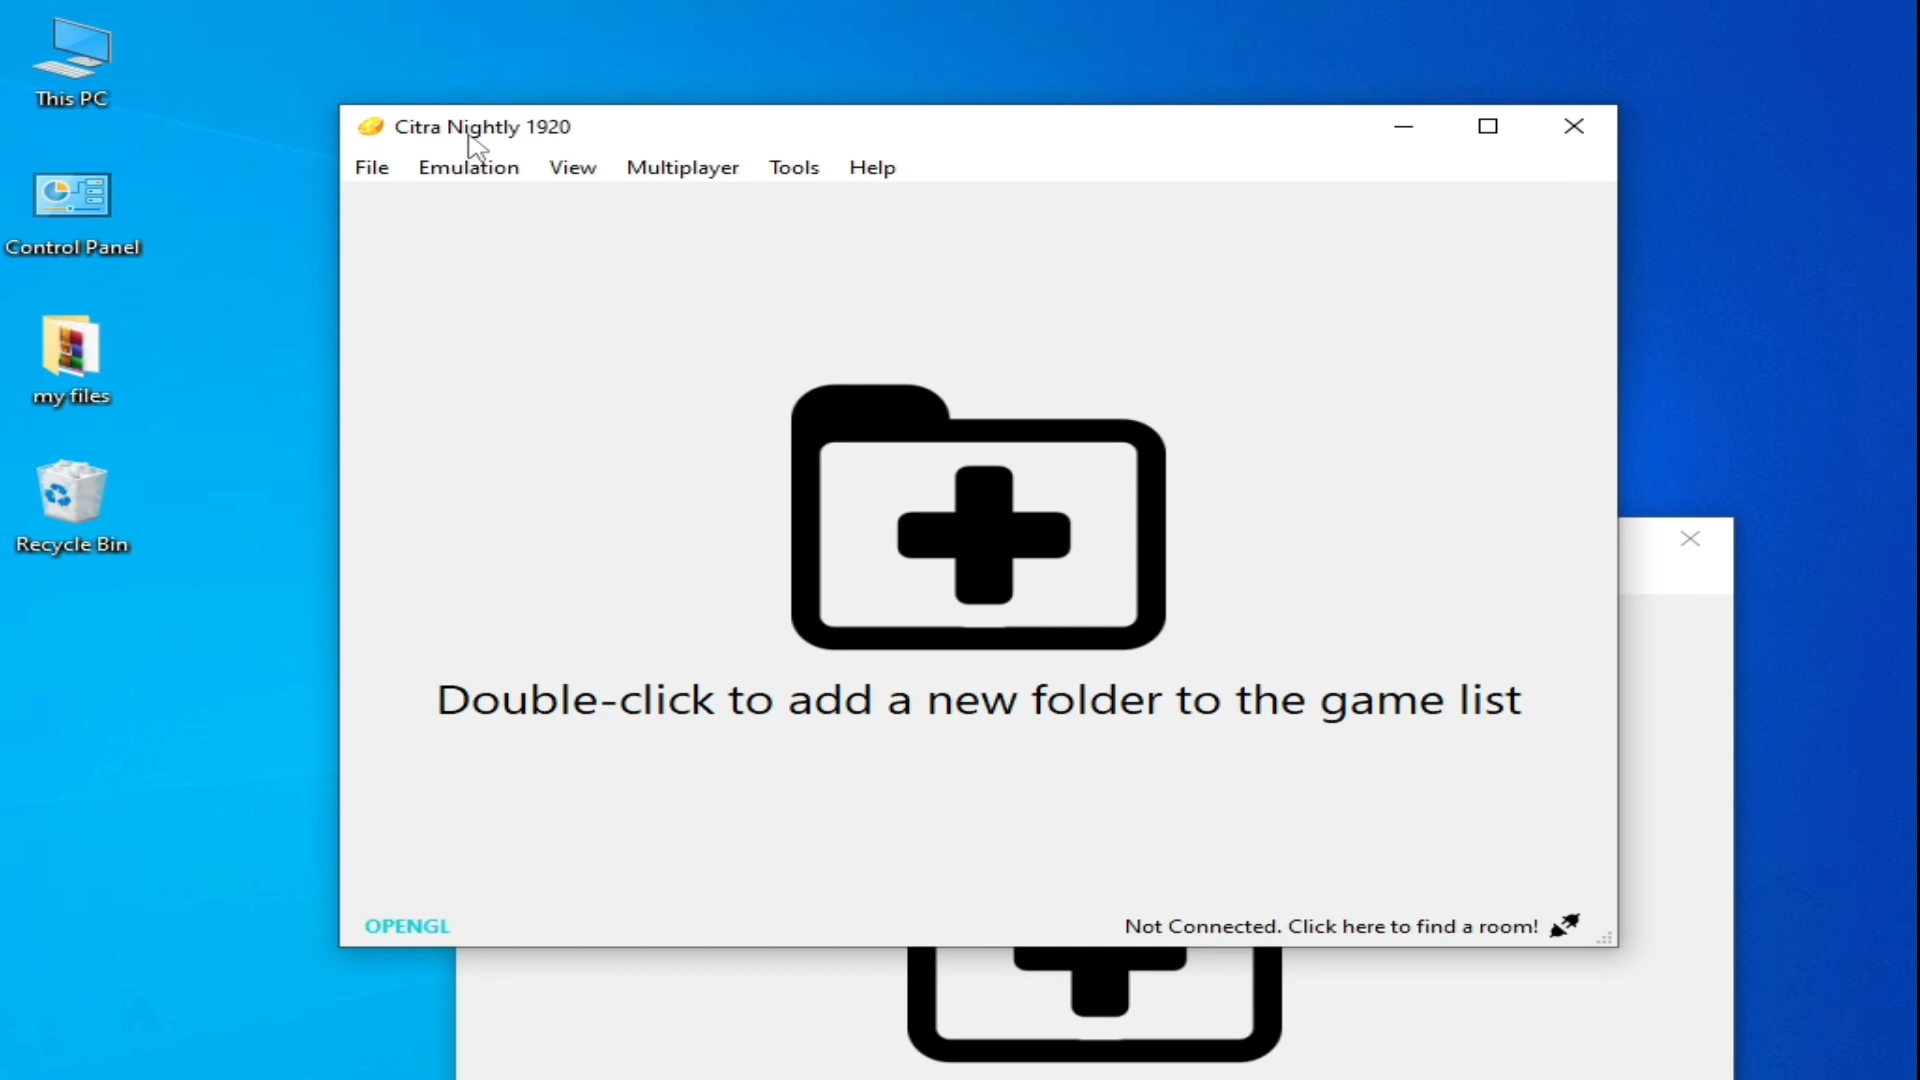 This PC
Control Panel
my files
Recycle Bin
Citra Nightly 1920
File Emulation View Multiplayer Tools Help
Double-click to add a new folder to the game list
OPENGL
Not Connected. Click here to find a room!